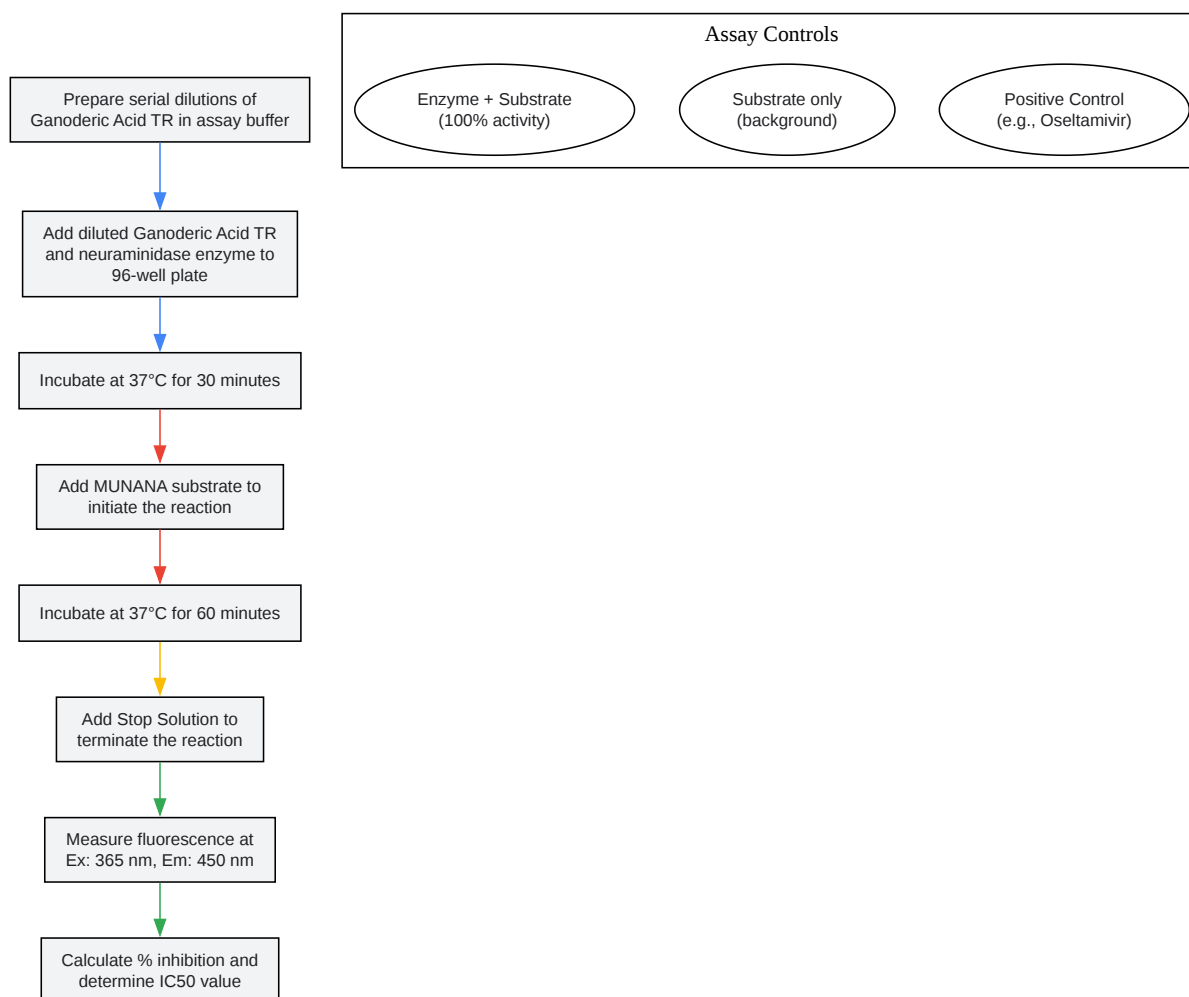 Assay Controls
Enzyme + Substrate
(100% activity)
Substrate only
(background)
Positive Control
(e.g., Oseltamivir)
Prepare serial dilutions of
Ganoderic Acid TR in assay buffer
Add diluted Ganoderic Acid TR
and neuraminidase enzyme to
96-well plate
Incubate at 37°C for 30 minutes
Add MUNANA substrate to
initiate the reaction
Incubate at 37°C for 60 minutes
Add Stop Solution to
terminate the reaction
Measure fluorescence at
Ex: 365 nm, Em: 450 nm
Calculate % inhibition and
determine IC50 value